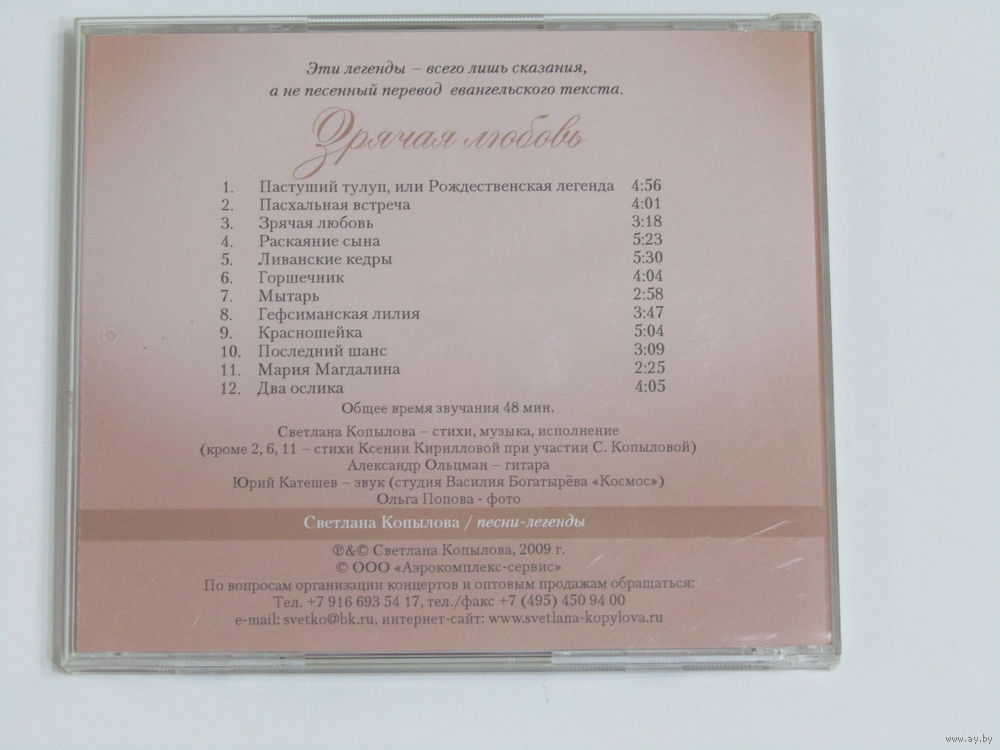 Эти легенды – всего лишь сказания,
а не песенный перевод евангельского текста.
Зрячая любовь
1. Пастуший тулуп, или Рождественская легенда 4:56
2. Пасхальная встреча 4:01
3. Зрячая любовь 3:18
4. Раскаяние сына 5:23
5. Ливанские кедры 5:30
6. Горшечник 4:04
7. Мытарь 2:58
8. Гефсиманская лилия 3:47
9. Красношейка 5:04
10. Последний шанс 3:09
11. Мария Магдалина 2:25
12. Два ослика 4:05
Общее время звучания 48 мин.
Светлана Копылова – стихи, музыка, исполнение
(кроме 2, 6, 11 – стихи Ксении Кирилловой при участии С. Копыловой)
Александр Ольцман – гитара
Юрий Катешев – звук (студия Василия Богатырёва «Космос»)
Ольга Попова - фото
Светлана Копылова / песни-легенды
℗&© Светлана Копылова, 2009 г.
© ООО «Аэрокомплекс-сервис»
По вопросам организации концертов и оптовым продажам обращаться:
Тел. +7 916 693 54 17, тел./факс +7 (495) 450 94 00
e-mail: svetko@bk.ru, интернет-сайт: www.svetlana-kopylova.ru
www.ay.by